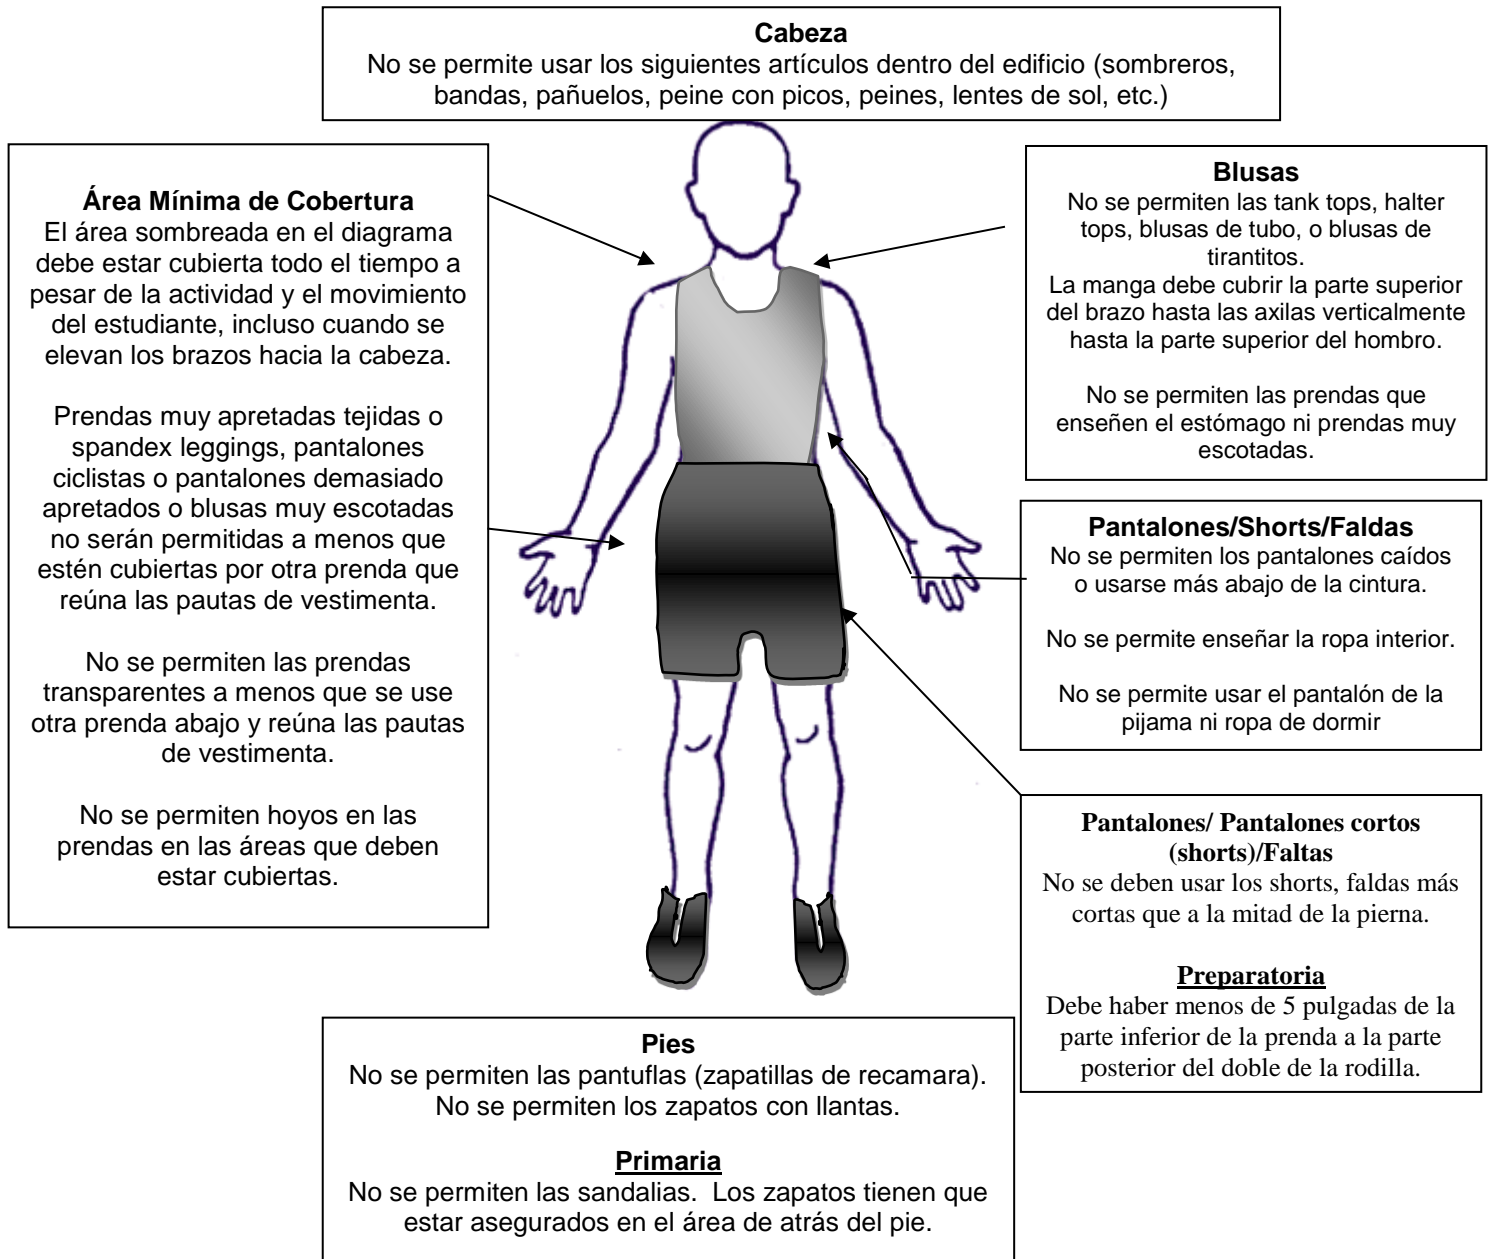 Cabeza
No se permite usar los siguientes artículos dentro del edificio (sombreros,
bandas, pañuelos, peine con picos, peines, lentes de sol, etc.)
Área Mínima de Cobertura
El área sombreada en el diagrama
debe estar cubierta todo el tiempo a
pesar de la actividad y el movimiento
del estudiante, incluso cuando se
elevan los brazos hacia la cabeza.
Prendas muy apretadas tejidas o
spandex leggings, pantalones
ciclistas o pantalones demasiado
apretados o blusas muy escotadas
no serán permitidas a menos que
estén cubiertas por otra prenda que
reúna las pautas de vestimenta.
No se permiten las prendas
transparentes a menos que se use
otra prenda abajo y reúna las pautas
de vestimenta.
No se permiten hoyos en las
prendas en las áreas que deben
estar cubiertas.
Blusas
No se permiten las tank tops, halter
tops, blusas de tubo, o blusas de
tirantitos.
La manga debe cubrir la parte superior
del brazo hasta las axilas verticalmente
hasta la parte superior del hombro.
No se permiten las prendas que
enseñen el estómago ni prendas muy
escotadas.
Pantalones/Shorts/Faldas
No se permiten los pantalones caídos
o usarse más abajo de la cintura.
No se permite enseñar la ropa interior.
No se permite usar el pantalón de la
pijama ni ropa de dormir
Pantalones/ Pantalones cortos
(shorts)/Faltas
No se deben usar los shorts, faldas más
cortas que a la mitad de la pierna.
Preparatoria
Debe haber menos de 5 pulgadas de la
parte inferior de la prenda a la parte
posterior del doble de la rodilla.
Pies
No se permiten las pantuflas (zapatillas de recamara).
No se permiten los zapatos con llantas.
Primaria
No se permiten las sandalias.  Los zapatos tienen que
estar asegurados en el área de atrás del pie.